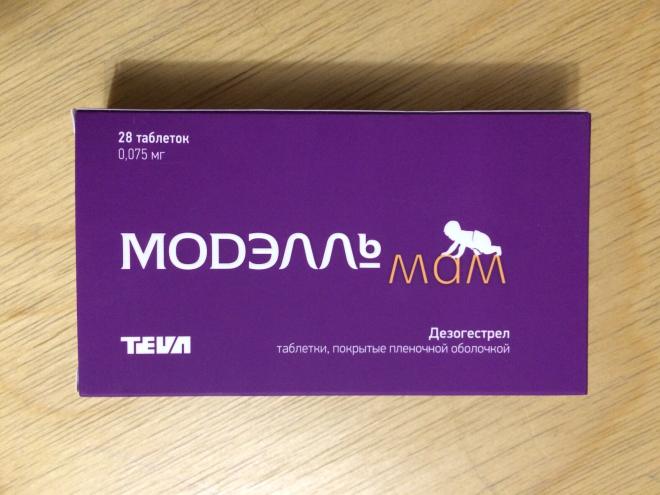 28 таблеток
0,075 мг
МОDЭЛЛЬ
мам
TEVA
Дезогестрел
таблетки, покрытые пленочной оболочкой